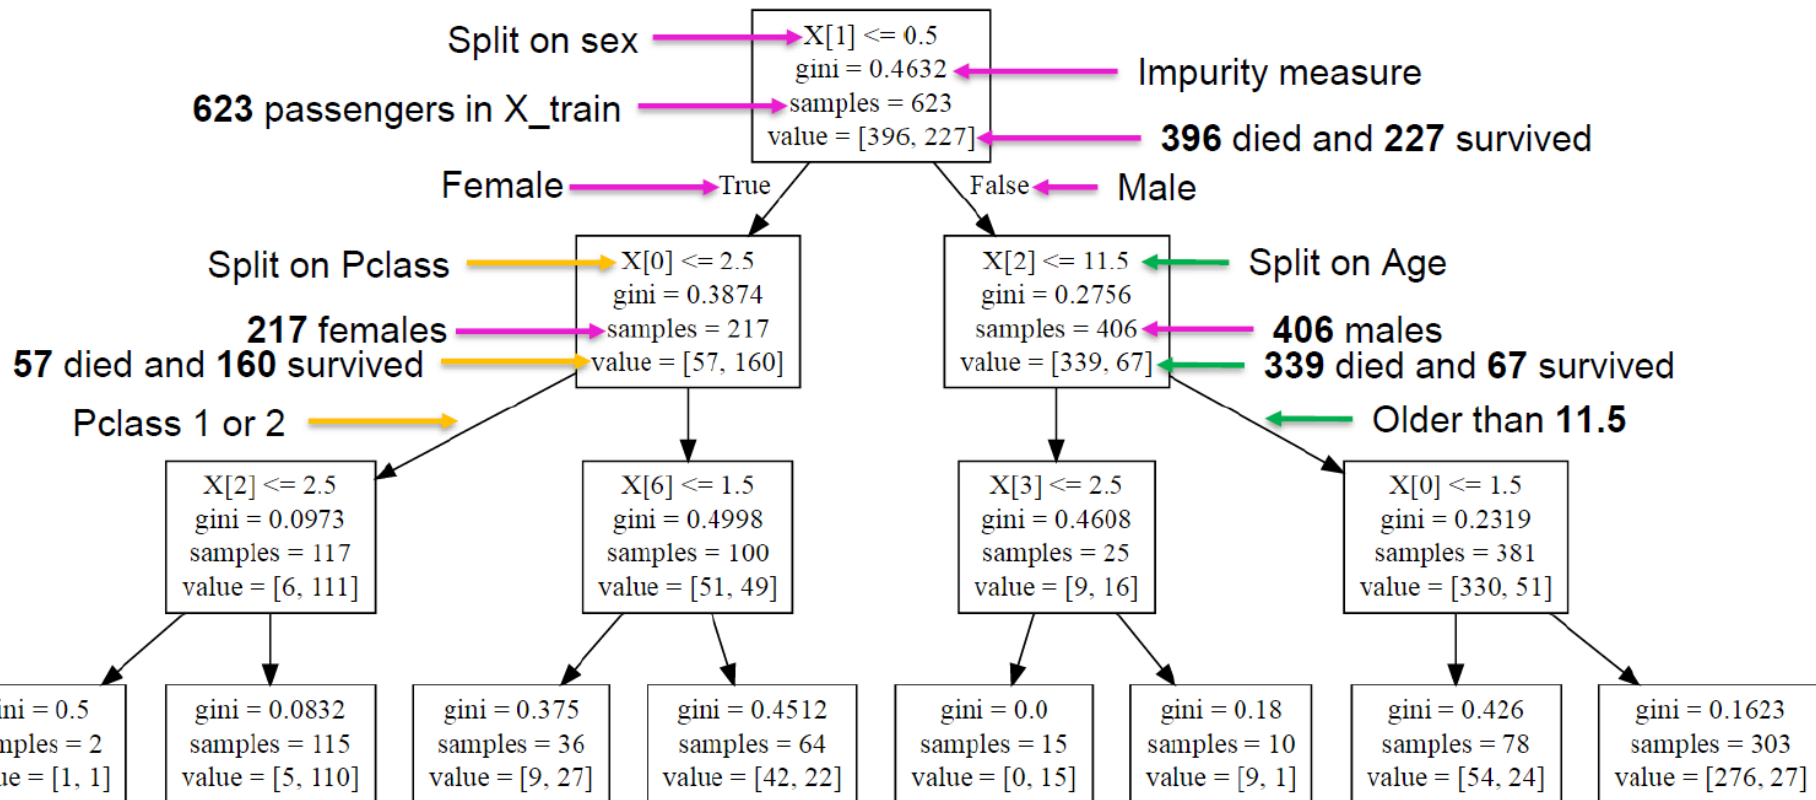 Split on sex
X[1] <= 0.5
gini = 0.4632
Impurity measure
623 passengers in X_train
samples = 623
value = [396, 227]
396 died and 227 survived
Female
True
False
Male
Split on Pclass
X[0] <= 2.5
gini = 0.3874
217 females
samples = 217
57 died and 160 survived
value = [57, 160]
X[2] <= 11.5
Split on Age
gini = 0.2756
samples = 406
406 males
value = [339, 67]
339 died and 67 survived
Pclass 1 or 2
Older than 11.5
X[2] <= 2.5
gini = 0.0973
samples = 117
value = [6, 111]
X[6] <= 1.5
gini = 0.4998
samples = 100
value = [51, 49]
X[3] <= 2.5
gini = 0.4608
samples = 25
value = [9, 16]
X[0] <= 1.5
gini = 0.2319
samples = 381
value = [330, 51]
ini = 0.5
mples = 2
ue = [1, 1]
gini = 0.0832
samples = 115
value = [5, 110]
gini = 0.375
samples = 36
value = [9, 27]
gini = 0.4512
samples = 64
value = [42, 22]
gini = 0.0
samples = 15
value = [0, 15]
gini = 0.18
samples = 10
value = [9, 1]
gini = 0.426
samples = 78
value = [54, 24]
gini = 0.1623
samples = 303
value = [276, 27]